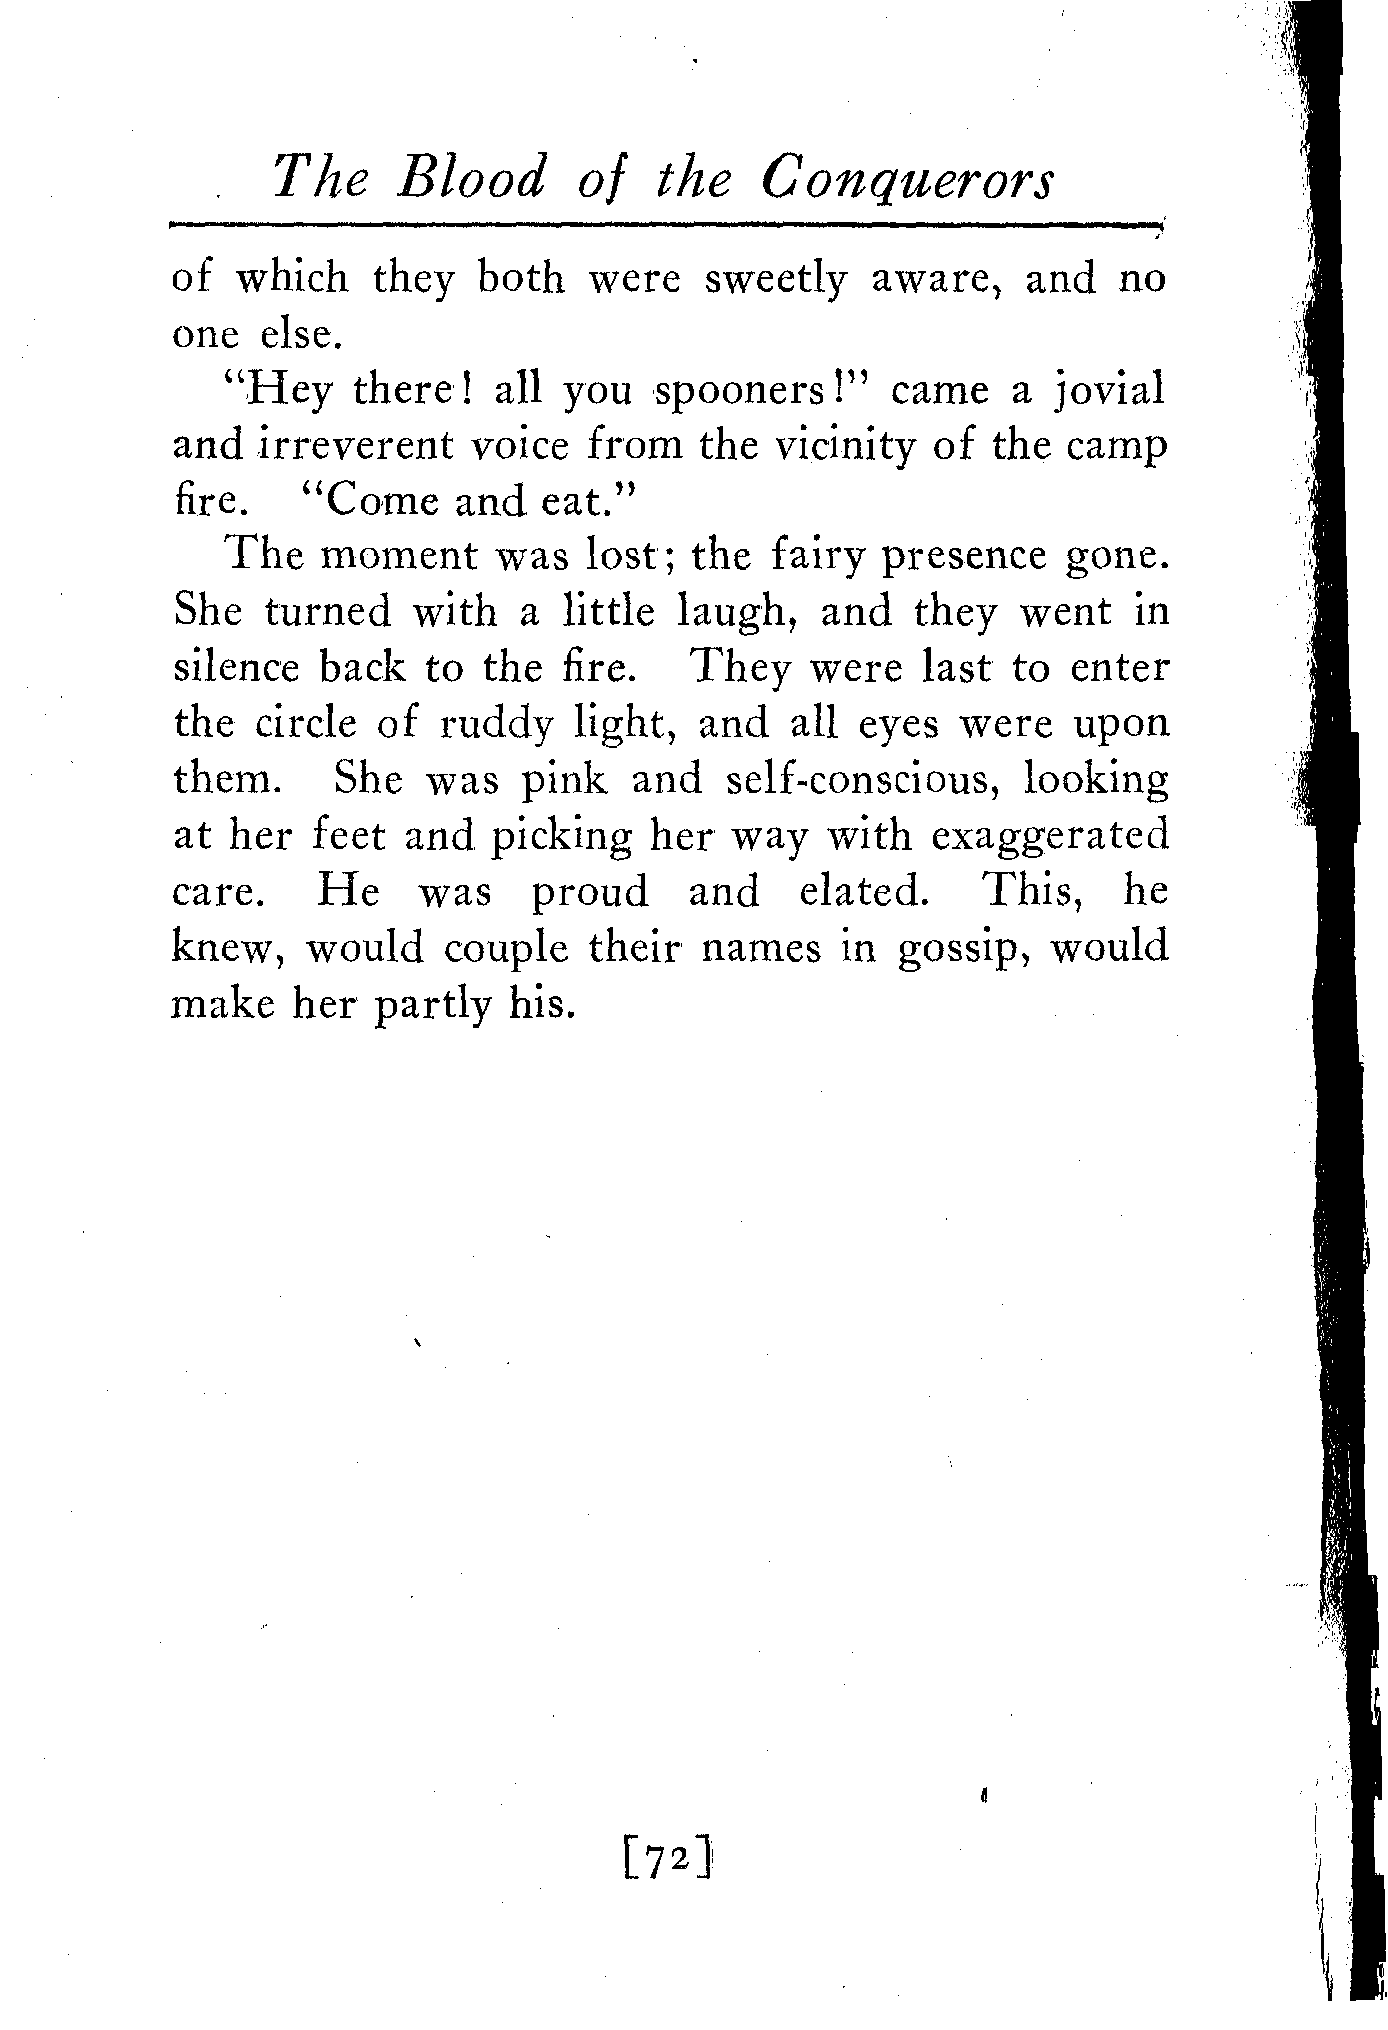 The Blood of the Conquerors
of which they both were sweetly aware, and no
one else.
"Hey there! all you spooners!" came a jovial
and irreverent voice from the vicinity of the camp
fire. "Come and eat."
The moment was lost; the fairy presence gone.
She turned with a little laugh, and they went in
silence back to the fire. They were last to enter
the circle of ruddy light, and all eyes were upon
them. She was pink and self-conscious, looking
at her feet and picking her way with exaggerated
care. He was proud and elated. This, he
knew, would couple their names in gossip, would
make her partly his.
[72]